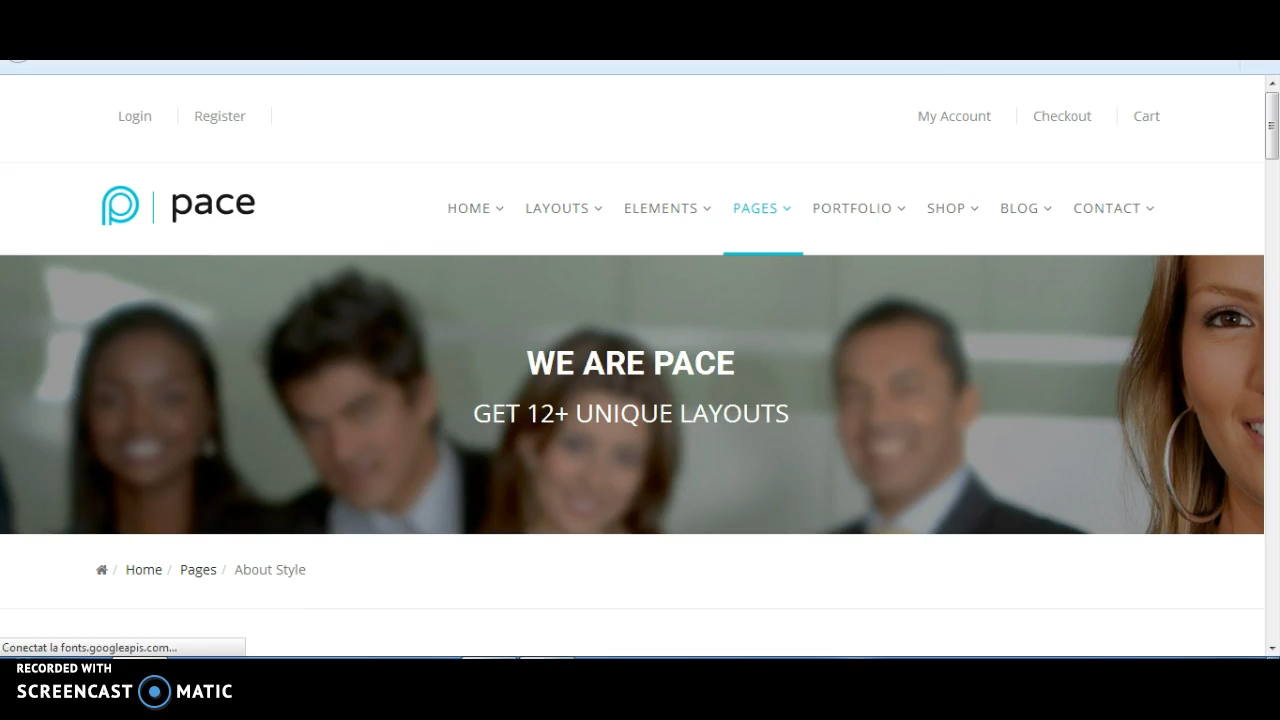 Login Register My Account Checkout Cart
pace
HOME LAYOUTS ELEMENTS PAGES PORTFOLIO SHOP BLOG CONTACT
WE ARE PACE
GET 12+ UNIQUE LAYOUTS
Home / Pages / About Style
Conectat la fonts.googleapis.com...
RECORDED WITH
SCREENCAST MATIC